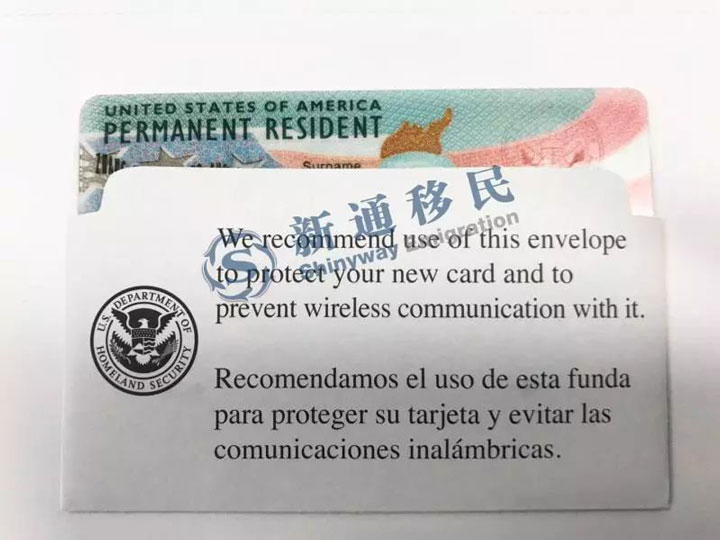 UNITED STATES OF AMERICA
PERMANENT RESIDENT
Surname
新通移民
Shinyway Emigration
We recommend use of this envelope
to protect your new card and to
prevent wireless communication with it.
U.S. DEPARTMENT OF
HOMELAND SECURITY
Recomendamos el uso de esta funda
para proteger su tarjeta y evitar las
comunicaciones inalámbricas.